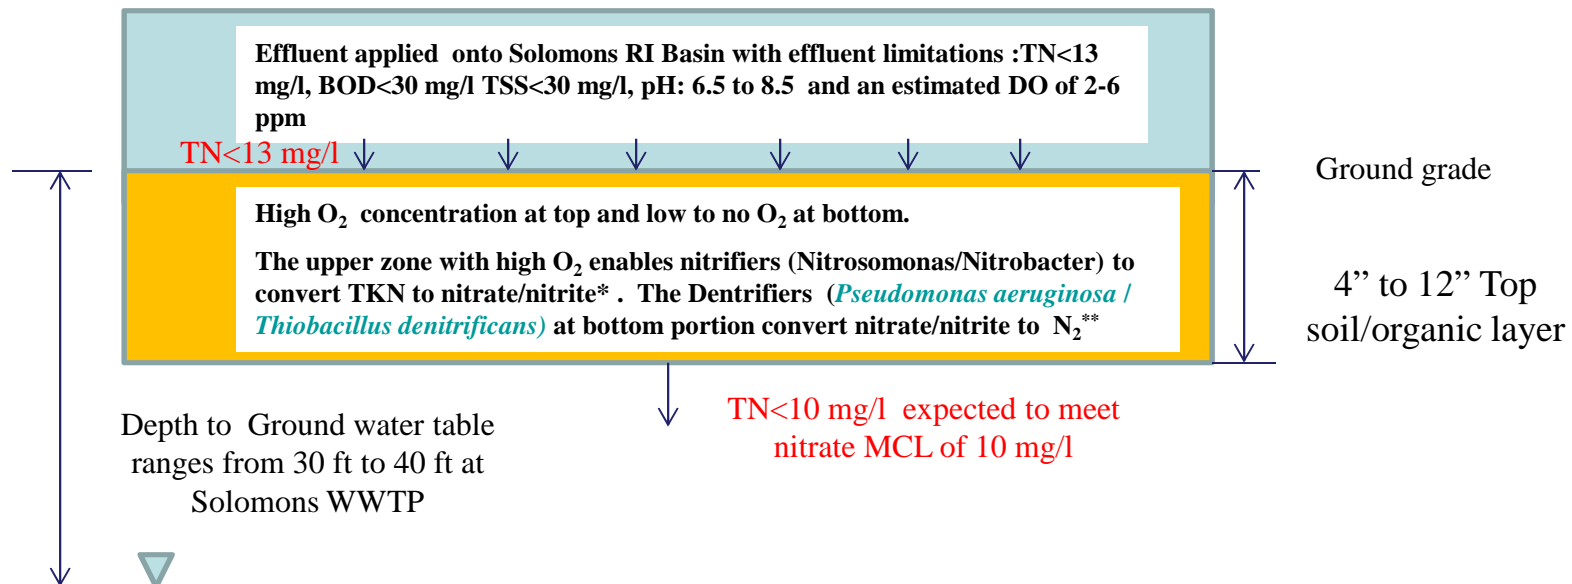 Effluent applied  onto Solomons RI Basin with effluent limitations :TN<13
mg/l, BOD<30 mg/l TSS<30 mg/l, pH: 6.5 to 8.5  and an estimated DO of 2-6
ppm
TN<13 mg/l
Ground grade
High O₂  concentration at top and low to no O₂ at bottom.
The upper zone with high O₂ enables nitrifiers (Nitrosomonas/Nitrobacter) to
convert TKN to nitrate/nitrite* .  The Dentrifiers  (Pseudomonas aeruginosa /
Thiobacillus denitrificans) at bottom portion convert nitrate/nitrite to  N₂**
4” to 12” Top
soil/organic layer
TN<10 mg/l  expected to meet
nitrate MCL of 10 mg/l
Depth to  Ground water table
ranges from 30 ft to 40 ft at
Solomons WWTP